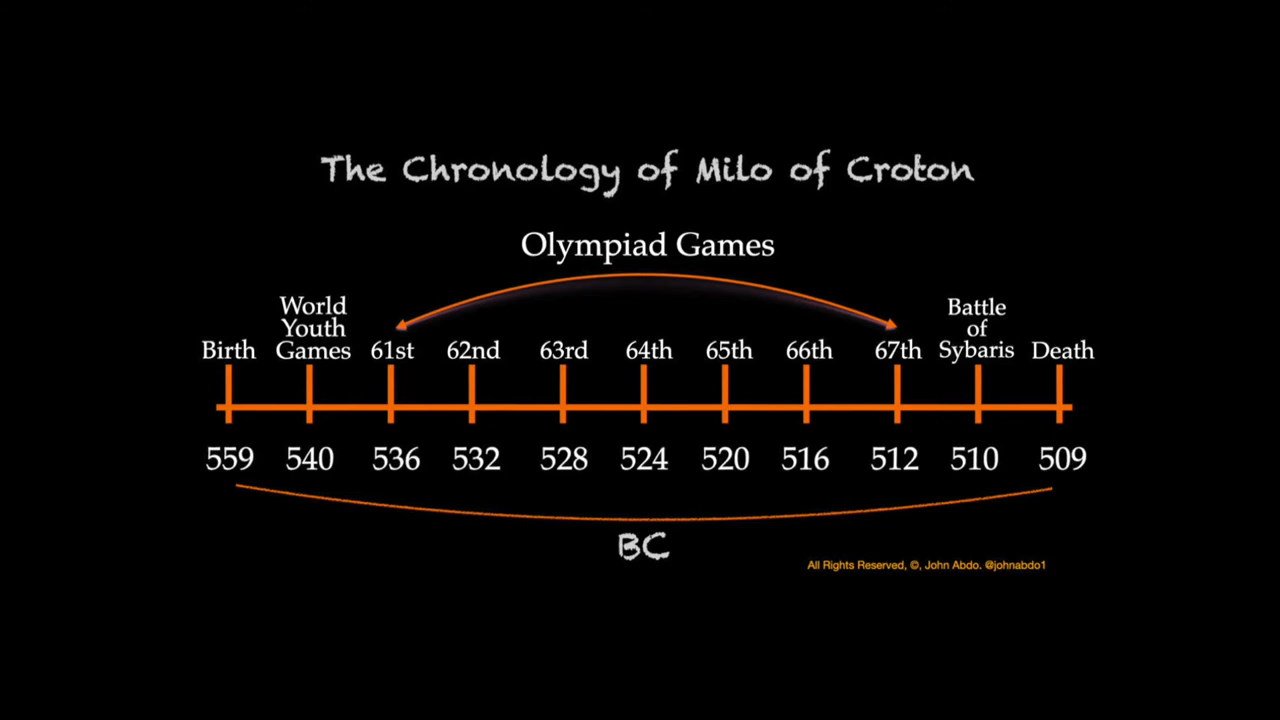 The Chronology of Milo of Croton
Olympiad Games
World
Youth
Games
Battle
of
Sybaris
Birth
61st
62nd
63rd
64th
65th
66th
67th
Death
559
540
536
532
528
524
520
516
512
510
509
BC
All Rights Reserved, ©, John Abdo. @johnabdo1